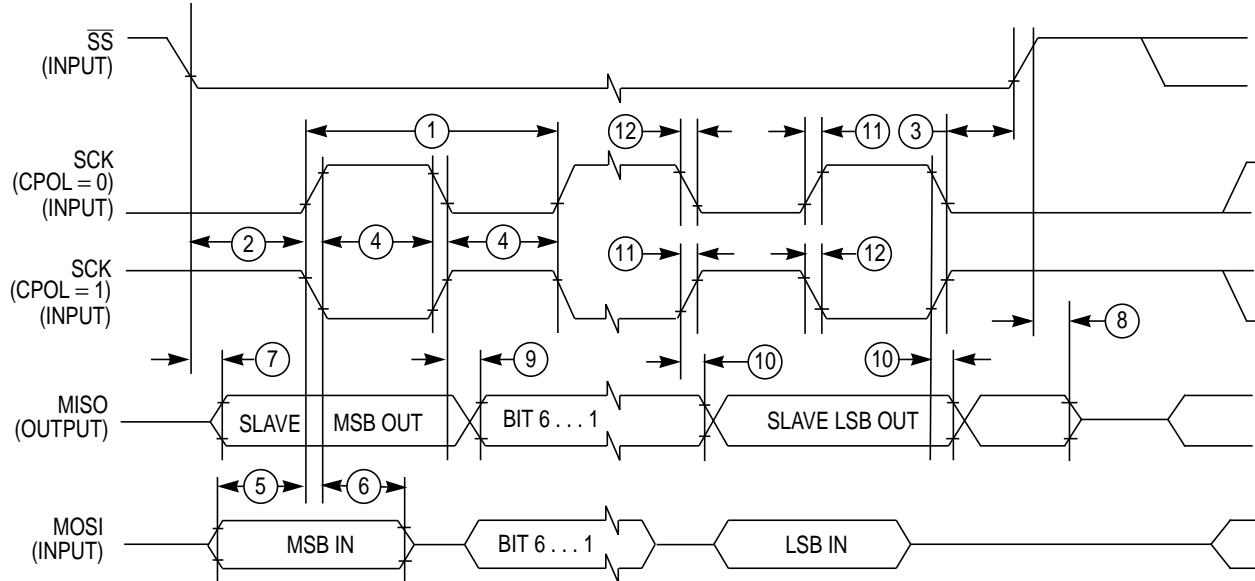 SS
(INPUT)
1
12
11
3
SCK
(CPOL = 0)
(INPUT)
2
4
4
SCK
(CPOL = 1)
(INPUT)
11
12
8
7
9
10
10
MISO
(OUTPUT)
SLAVE MSB OUT
BIT 6 . . . 1
SLAVE LSB OUT
5
6
MOSI
(INPUT)
MSB IN
BIT 6 . . . 1
LSB IN